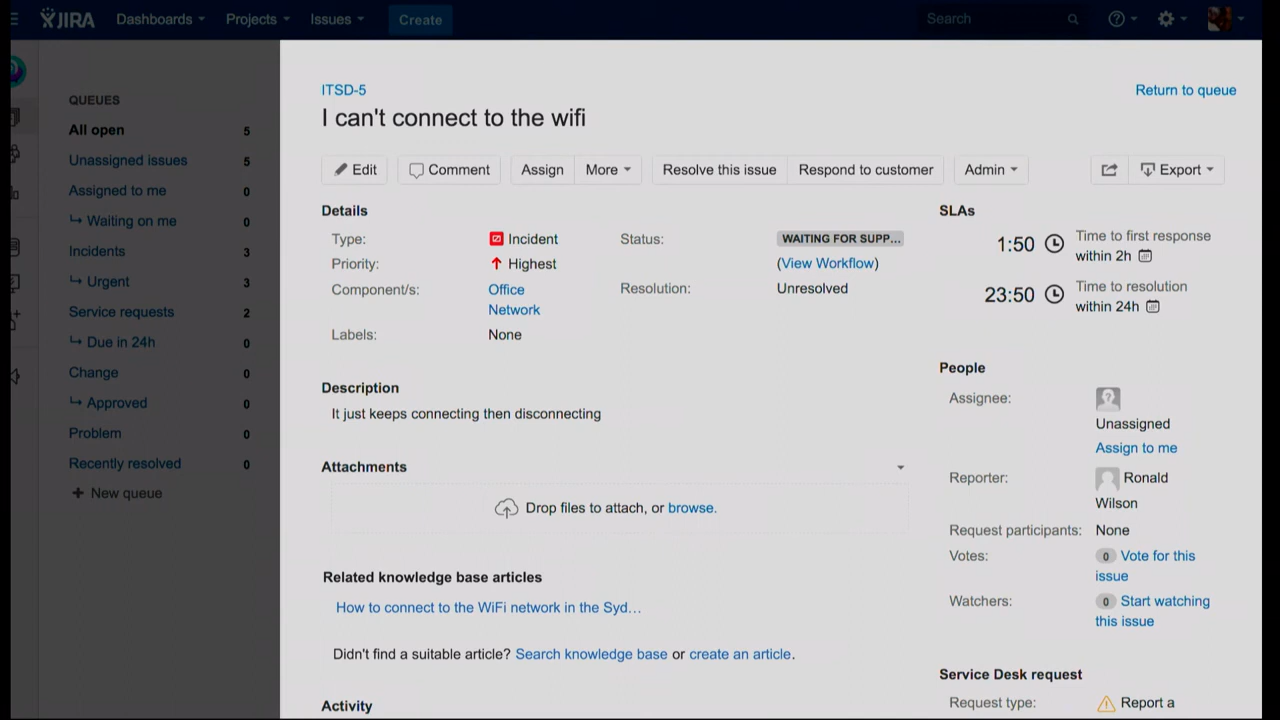 JIRA Dashboards Projects Issues Create Search
QUEUES
All open 5
Unassigned issues 5
Assigned to me 0
Waiting on me 0
Incidents 3
Urgent 3
Service requests 2
Due in 24h 0
Change 0
Approved 0
Problem 0
Recently resolved 0
+ New queue
ITSD-5
Return to queue
I can't connect to the wifi
Edit Comment Assign More Resolve this issue Respond to customer Admin Export
Details
Type: Incident
Priority: Highest
Component/s: Office
Network
Labels: None
Status: WAITING FOR SUPP...
(View Workflow)
Resolution: Unresolved
Description
It just keeps connecting then disconnecting
Attachments
Drop files to attach, or browse.
Related knowledge base articles
How to connect to the WiFi network in the Syd...
Didn't find a suitable article? Search knowledge base or create an article.
Activity
SLAs
1:50 Time to first response
within 2h
23:50 Time to resolution
within 24h
People
Assignee:
Unassigned
Assign to me
Reporter: Ronald
Wilson
Request participants: None
Votes: 0 Vote for this
issue
Watchers: 0 Start watching
this issue
Service Desk request
Request type: Report a